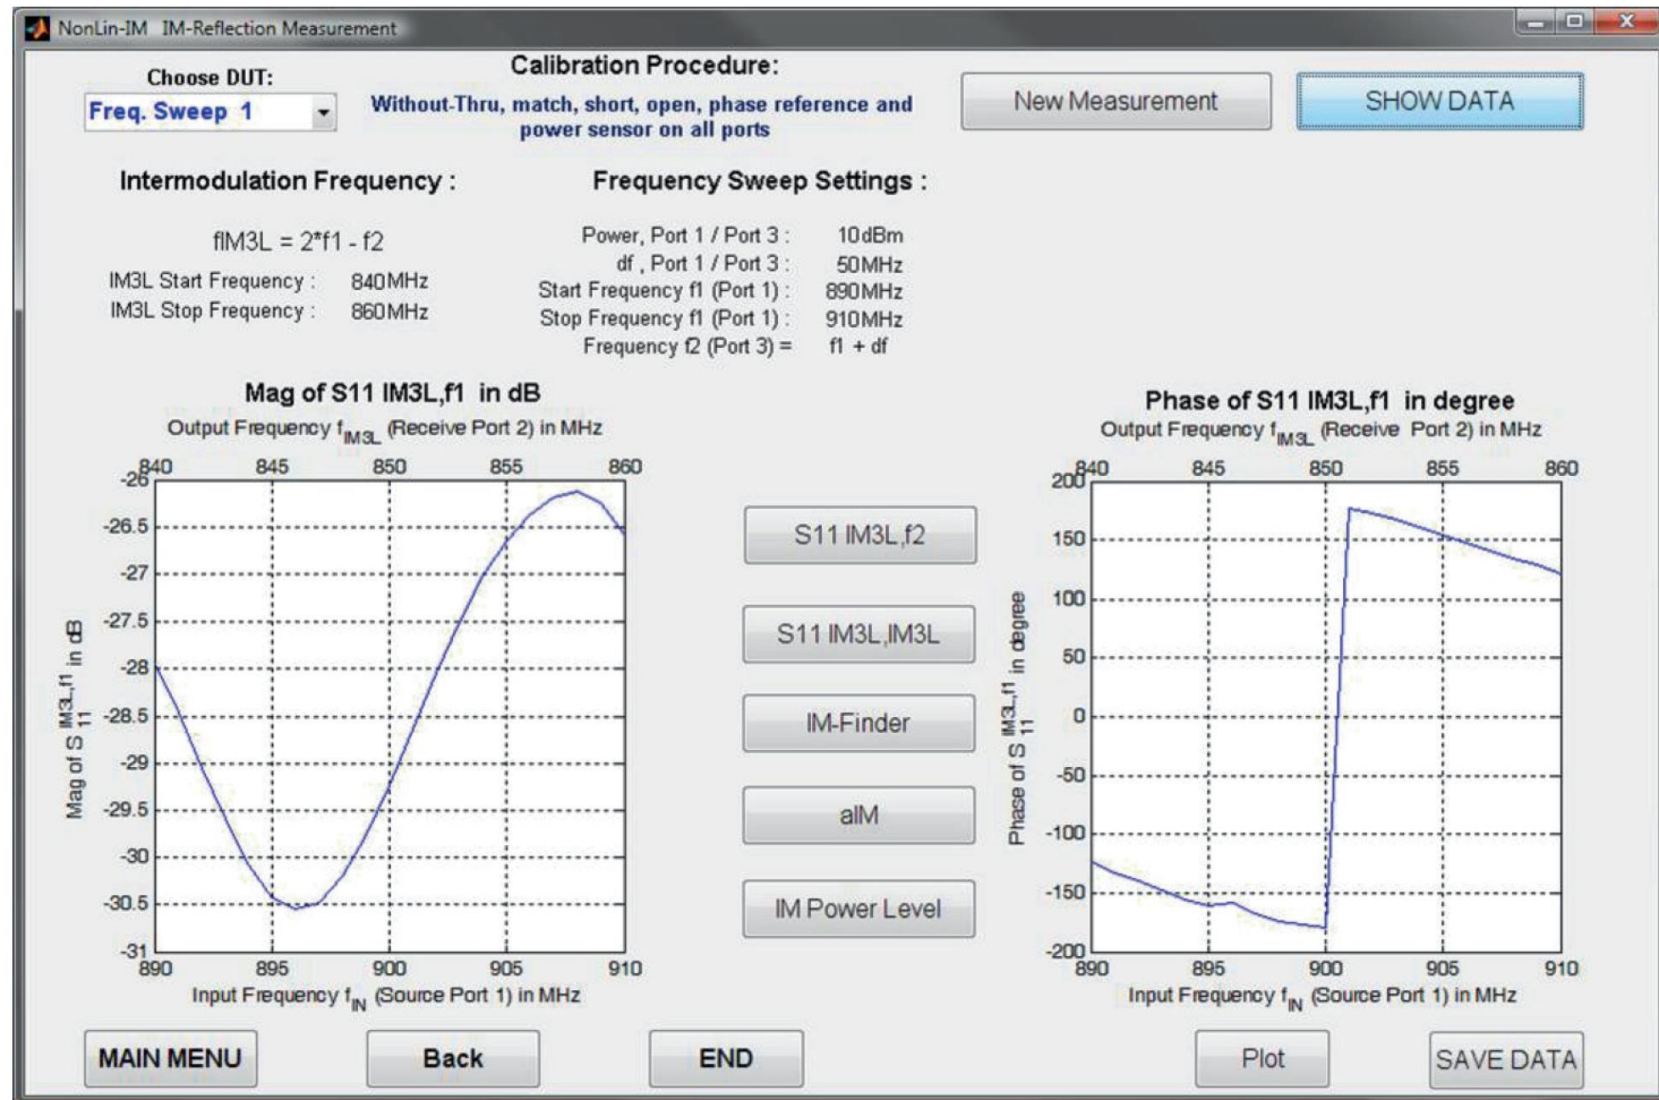 NonLin-IM IM-Reflection Measurement
Choose DUT:
Freq. Sweep 1
Calibration Procedure:
Without-Thru, match, short, open, phase reference and
power sensor on all ports
New Measurement
SHOW DATA
Intermodulation Frequency :
fIM3L = 2*f1 - f2
IM3L Start Frequency : 840MHz
IM3L Stop Frequency : 860MHz
Frequency Sweep Settings :
Power, Port 1 / Port 3 : 10dBm
df , Port 1 / Port 3 : 50MHz
Start Frequency f1 (Port 1) : 890MHz
Stop Frequency f1 (Port 1) : 910MHz
Frequency f2 (Port 3) = f1 + df
Mag of S11 IM3L,f1 in dB
Output Frequency fIM3L (Receive Port 2) in MHz
840 845 850 855 860
-26
-26.5
-27
-27.5
-28
-28.5
-29
-29.5
-30
-30.5
-31
Mag of S11 IM3L,f1 in dB
890 895 900 905 910
Input Frequency fIN (Source Port 1) in MHz
S11 IM3L,f2
S11 IM3L,IM3L
IM-Finder
aIM
IM Power Level
Phase of S11 IM3L,f1 in degree
Output Frequency fIM3L (Receive Port 2) in MHz
840 845 850 855 860
200
150
100
50
0
-50
-100
-150
-200
Phase of S11 IM3L,f1 in degree
890 895 900 905 910
Input Frequency fIN (Source Port 1) in MHz
MAIN MENU
Back
END
Plot
SAVE DATA